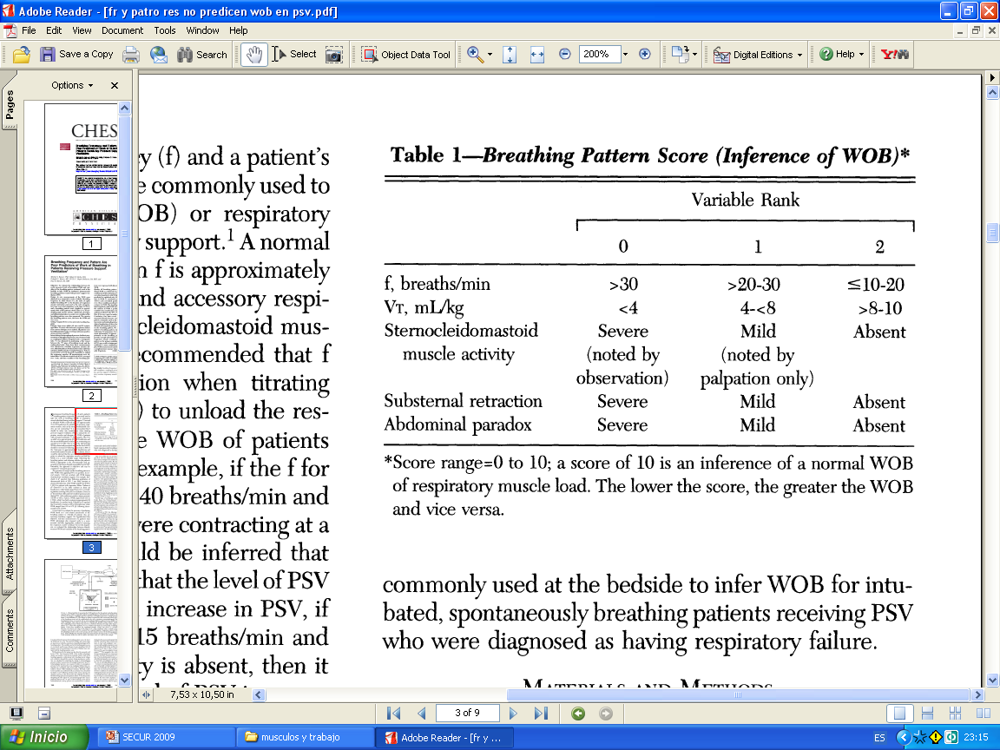 Adobe Reader - [fr y patro res no predicen wob en psv.pdf]
File Edit View Document Tools Window Help
Save a Copy Search Select Object Data Tool 200% Digital Editions Help Y!
Options
Pages
Attachments
Comments
CHES
1
2
3
y (f) and a patient's
e commonly used to
OB) or respiratory
support.1 A normal
n f is approximately
nd accessory respi-
cleidomastoid mus-
ecommended that f
ion when titrating
) to unload the res-
e WOB of patients
example, if the f for
40 breaths/min and
vere contracting at a
ld be inferred that
that the level of PSV
increase in PSV, if
15 breaths/min and
ty is absent, then it
Table 1—Breathing Pattern Score (Inference of WOB)*
Variable Rank
0 1 2
f, breaths/min >30 >20-30 ≤10-20
VT, mL/kg <4 4-<8 >8-10
Sternocleidomastoid Severe Mild Absent
muscle activity (noted by (noted by
observation) palpation only)
Substernal retraction Severe Mild Absent
Abdominal paradox Severe Mild Absent
*Score range=0 to 10; a score of 10 is an inference of a normal WOB
of respiratory muscle load. The lower the score, the greater the WOB
and vice versa.
commonly used at the bedside to infer WOB for intu-
bated, spontaneously breathing patients receiving PSV
who were diagnosed as having respiratory failure.
MATERIALS AND METHODS
7,53 x 10,50 in
3 of 9
Inicio SECUR 2009 musculos y trabajo Adobe Reader - [fr y ... ES 23:15